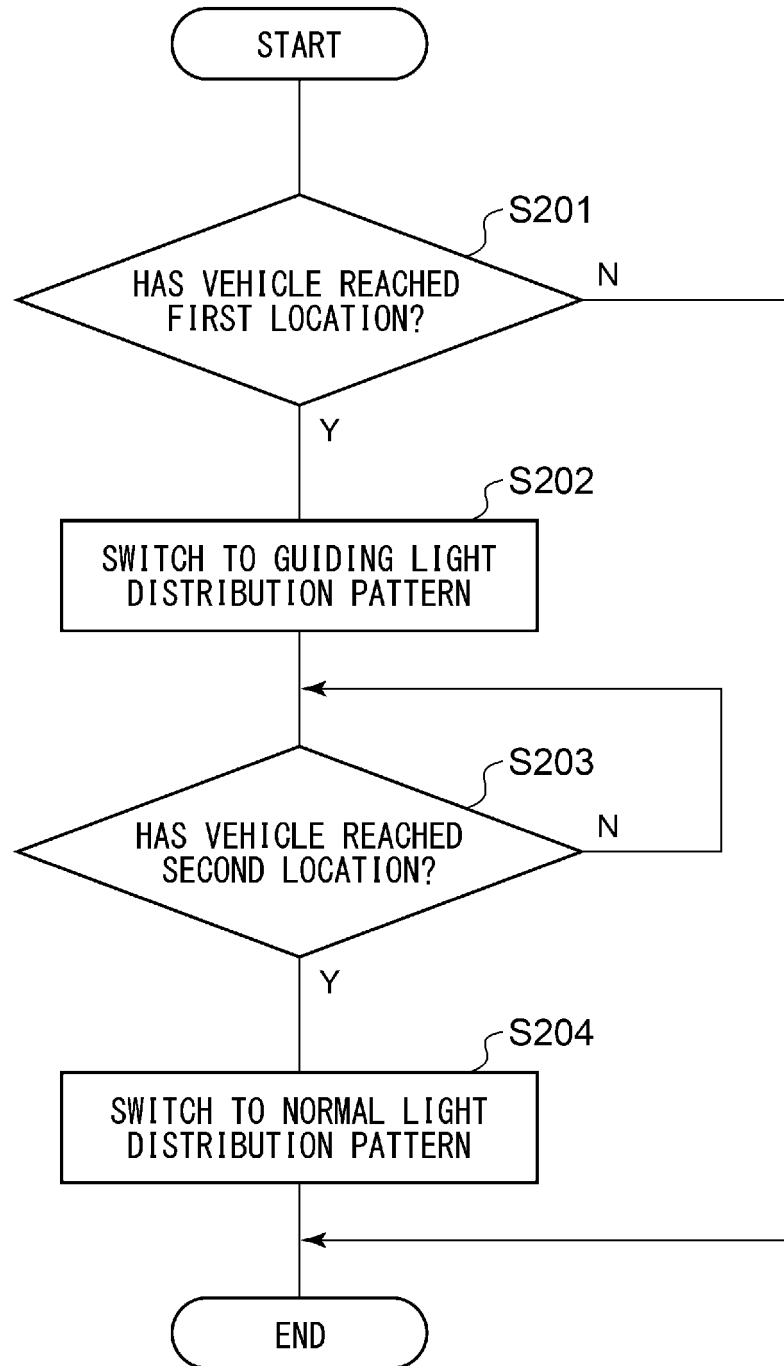 START
S201
HAS VEHICLE REACHED
FIRST LOCATION?
N
Y
S202
SWITCH TO GUIDING LIGHT
DISTRIBUTION PATTERN
S203
HAS VEHICLE REACHED
SECOND LOCATION?
N
Y
S204
SWITCH TO NORMAL LIGHT
DISTRIBUTION PATTERN
END